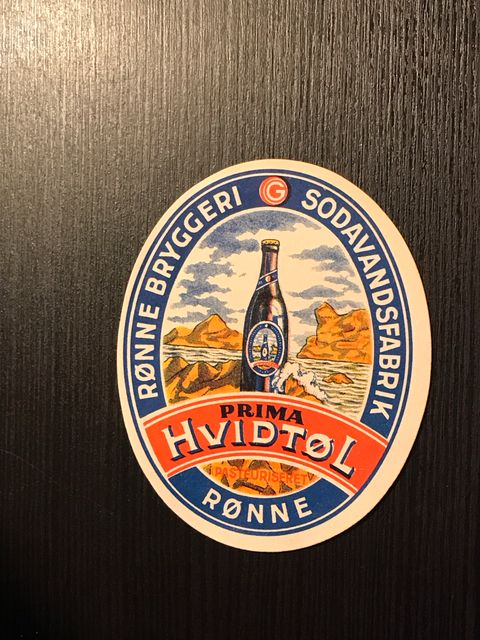 RØNNE BRYGGERI G SODAVANDSFABRIK
PRIMA
HVIDTØL
PASTEURISERET
RØNNE